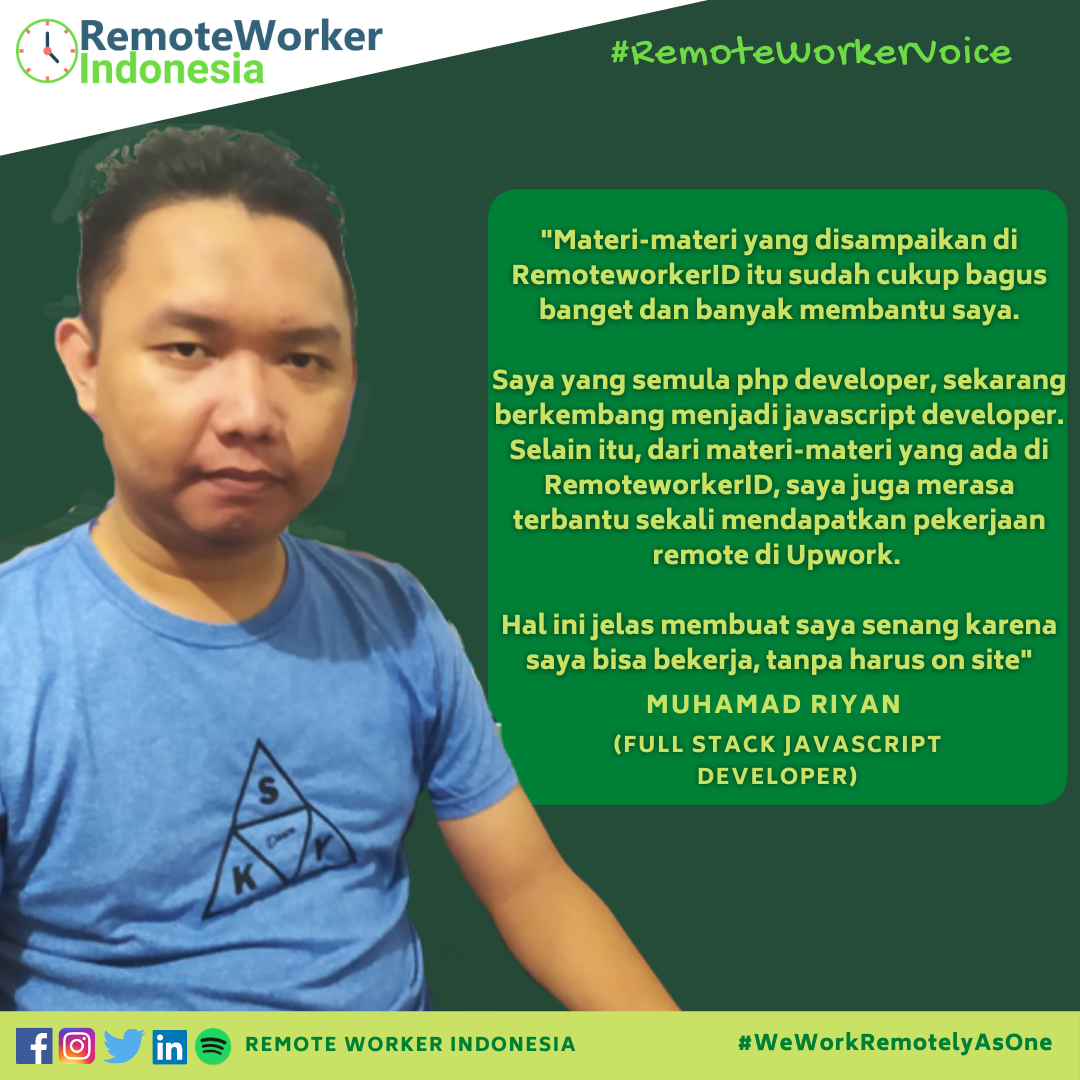 RemoteWorker
Indonesia
#RemoteWorkerVoice
"Materi-materi yang disampaikan di
RemoteworkerID itu sudah cukup bagus
banget dan banyak membantu saya.
Saya yang semula php developer, sekarang
berkembang menjadi javascript developer.
Selain itu, dari materi-materi yang ada di
RemoteworkerID, saya juga merasa
terbantu sekali mendapatkan pekerjaan
remote di Upwork.
Hal ini jelas membuat saya senang karena
saya bisa bekerja, tanpa harus on site"
MUHAMAD RIYAN
(FULL STACK JAVASCRIPT
DEVELOPER)
S
K
Y
REMOTE WORKER INDONESIA
#WeWorkRemotelyAsOne